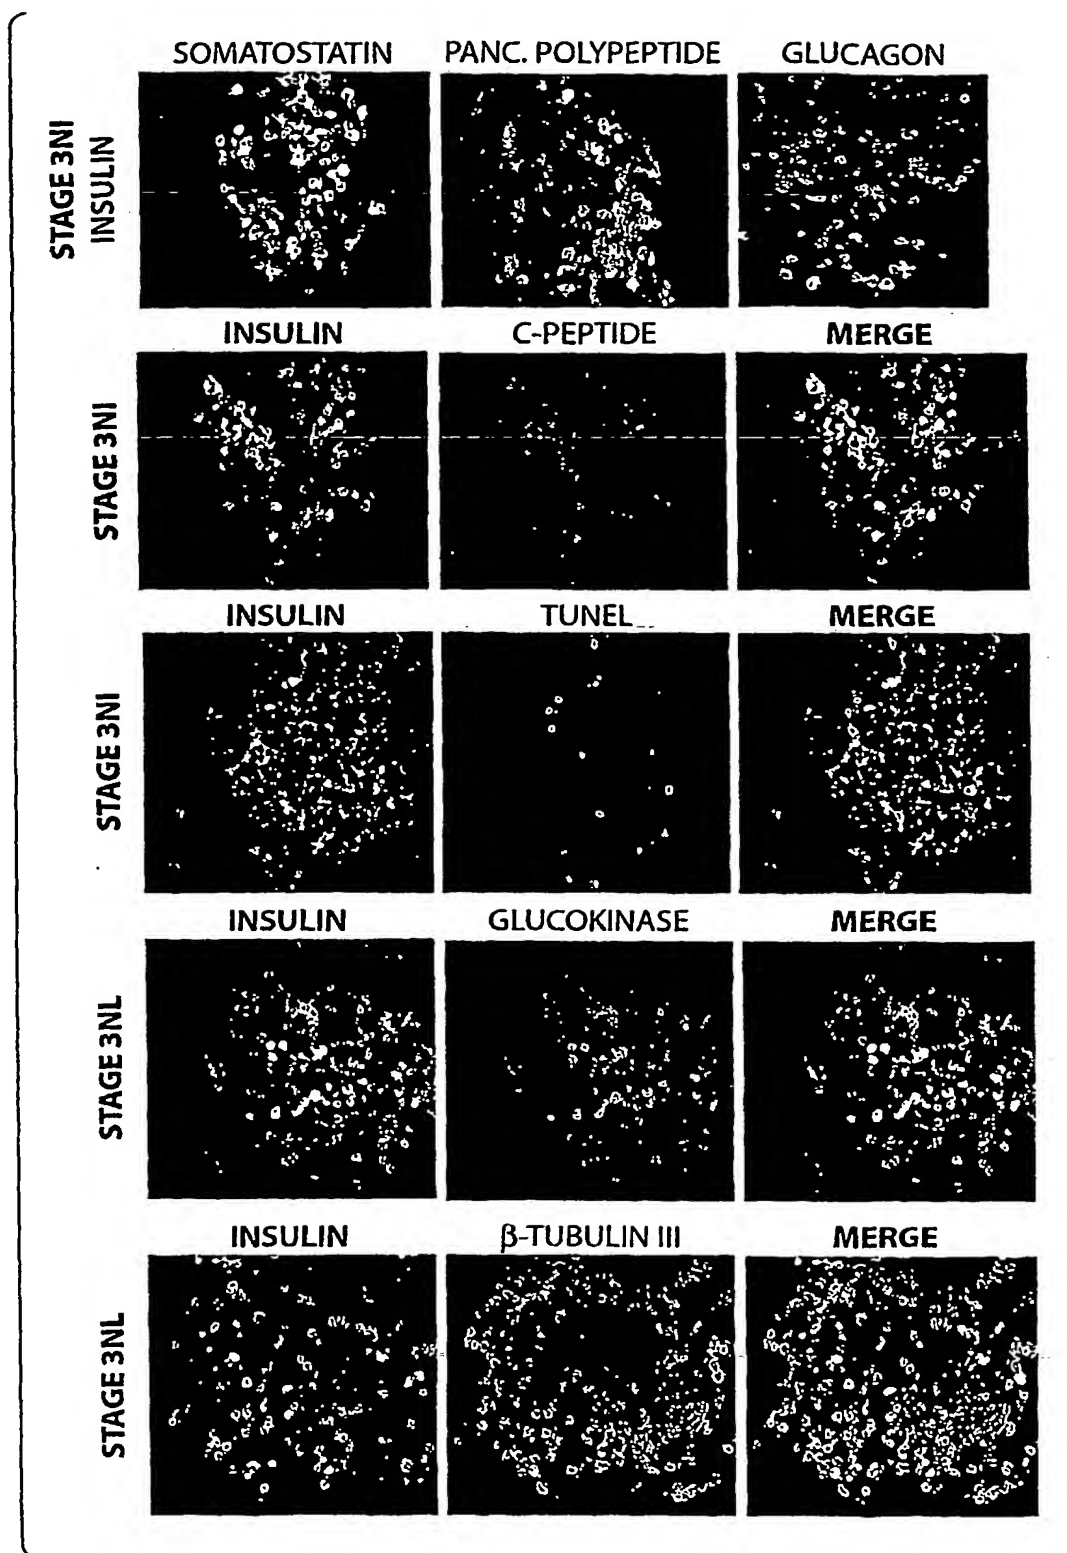 SOMATOSTATIN PANC. POLYPEPTIDE GLUCAGON
STAGE 3NI
INSULIN
INSULIN C-PEPTIDE MERGE
STAGE 3NI
INSULIN TUNEL MERGE
STAGE 3NI
INSULIN GLUCOKINASE MERGE
STAGE 3NL
INSULIN β-TUBULIN III MERGE
STAGE 3NL